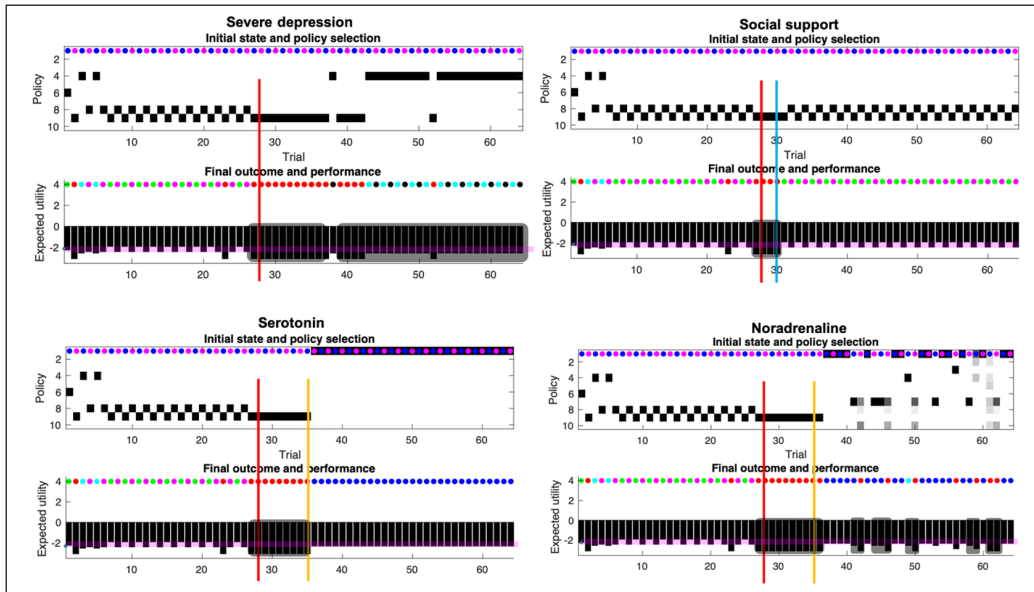 Severe depression
Initial state and policy selection
Policy
2
4
6
8
10
10 20 30 40 50 60
Trial
Final outcome and performance
Expected utility
4
2
0
-2
10 20 30 40 50 60
Social support
Initial state and policy selection
Policy
2
4
6
8
10
10 20 30 40 50 60
Final outcome and performance
Expected utility
4
2
0
-2
10 20 30 40 50 60
Serotonin
Initial state and policy selection
Policy
2
4
6
8
10
10 20 30 40 50 60
Trial
Final outcome and performance
Expected utility
4
2
0
-2
10 20 30 40 50 60
Noradrenaline
Initial state and policy selection
Policy
2
4
6
8
10
10 20 30 40 50 60
Trial
Final outcome and performance
Expected utility
4
2
0
-2
10 20 30 40 50 60